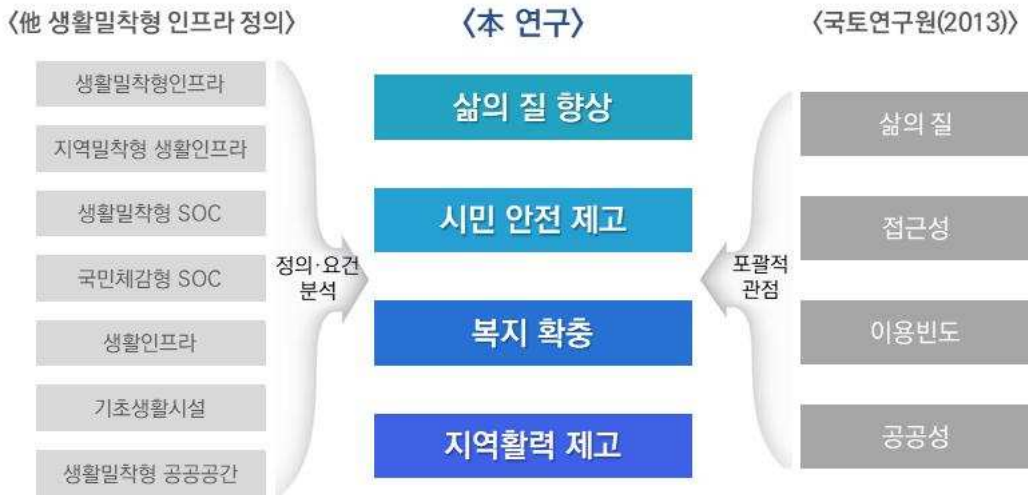 〈他 생활밀착형 인프라 정의〉
생활밀착형인프라
지역밀착형 생활인프라
생활밀착형 SOC
국민체감형 SOC
생활인프라
기초생활시설
생활밀착형 공공공간
정의·요건
분석
〈本 연구〉
삶의 질 향상
시민 안전 제고
복지 확충
지역활력 제고
포괄적
관점
〈국토연구원(2013)〉
삶의 질
접근성
이용빈도
공공성